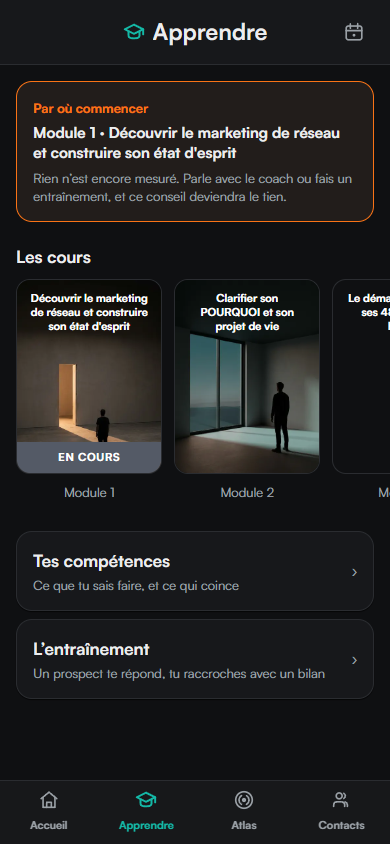 Apprendre
Par où commencer
Module 1 · Découvrir le marketing de réseau
et construire son état d'esprit
Rien n'est encore mesuré. Parle avec le coach ou fais un
entraînement, et ce conseil deviendra le tien.
Les cours
Découvrir le marketing
de réseau et construire
son état d'esprit
EN COURS
Module 1
Clarifier son
POURQUOI et son
projet de vie
Module 2
Tes compétences
Ce que tu sais faire, et ce qui coince
L'entraînement
Un prospect te répond, tu raccroches avec un bilan
Accueil
Apprendre
Atlas
Contacts